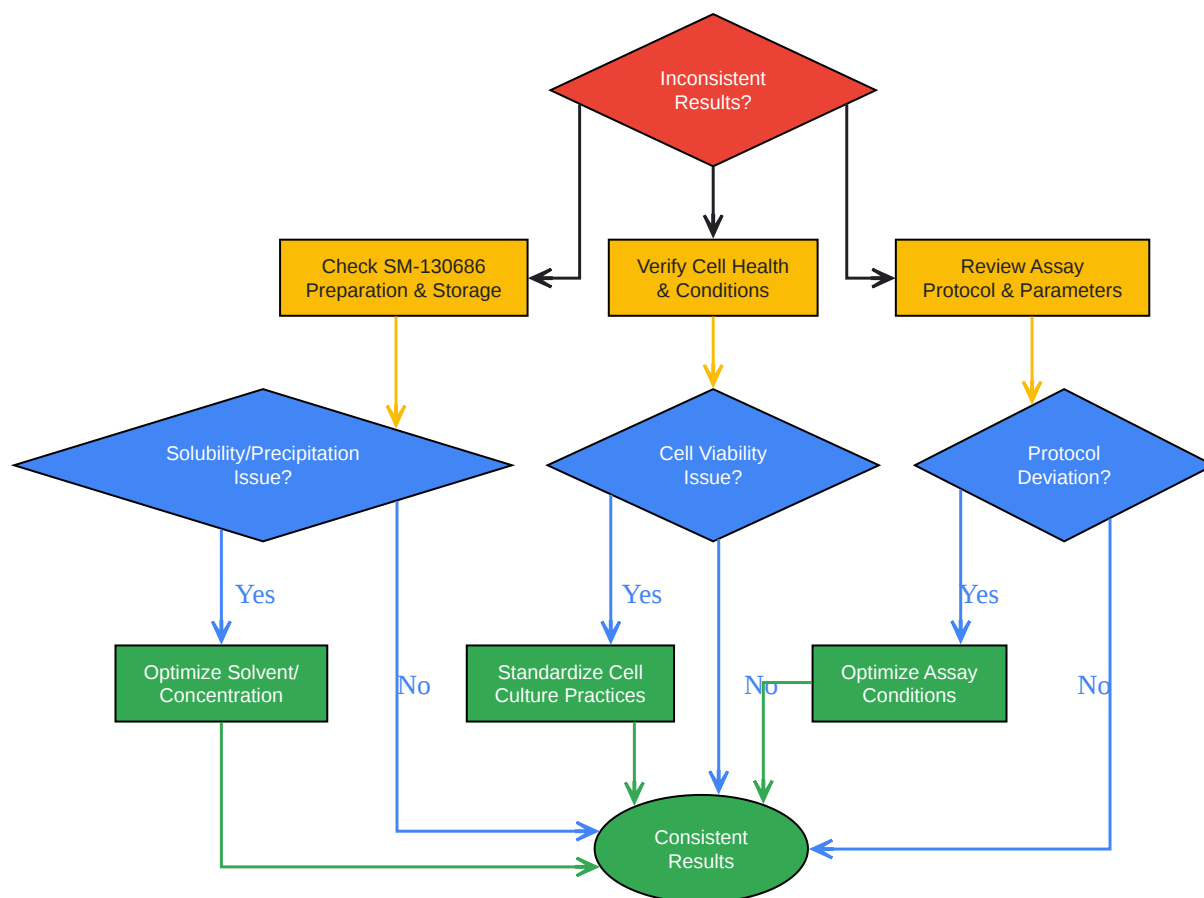 Inconsistent
Results?
Check SM-130686
Preparation & Storage
Verify Cell Health
& Conditions
Review Assay
Protocol & Parameters
Solubility/Precipitation
Issue?
Cell Viability
Issue?
Protocol
Deviation?
Yes
Yes
Yes
Optimize Solvent/
Concentration
No
Standardize Cell
Culture Practices
No
Optimize Assay
Conditions
No
Consistent
Results